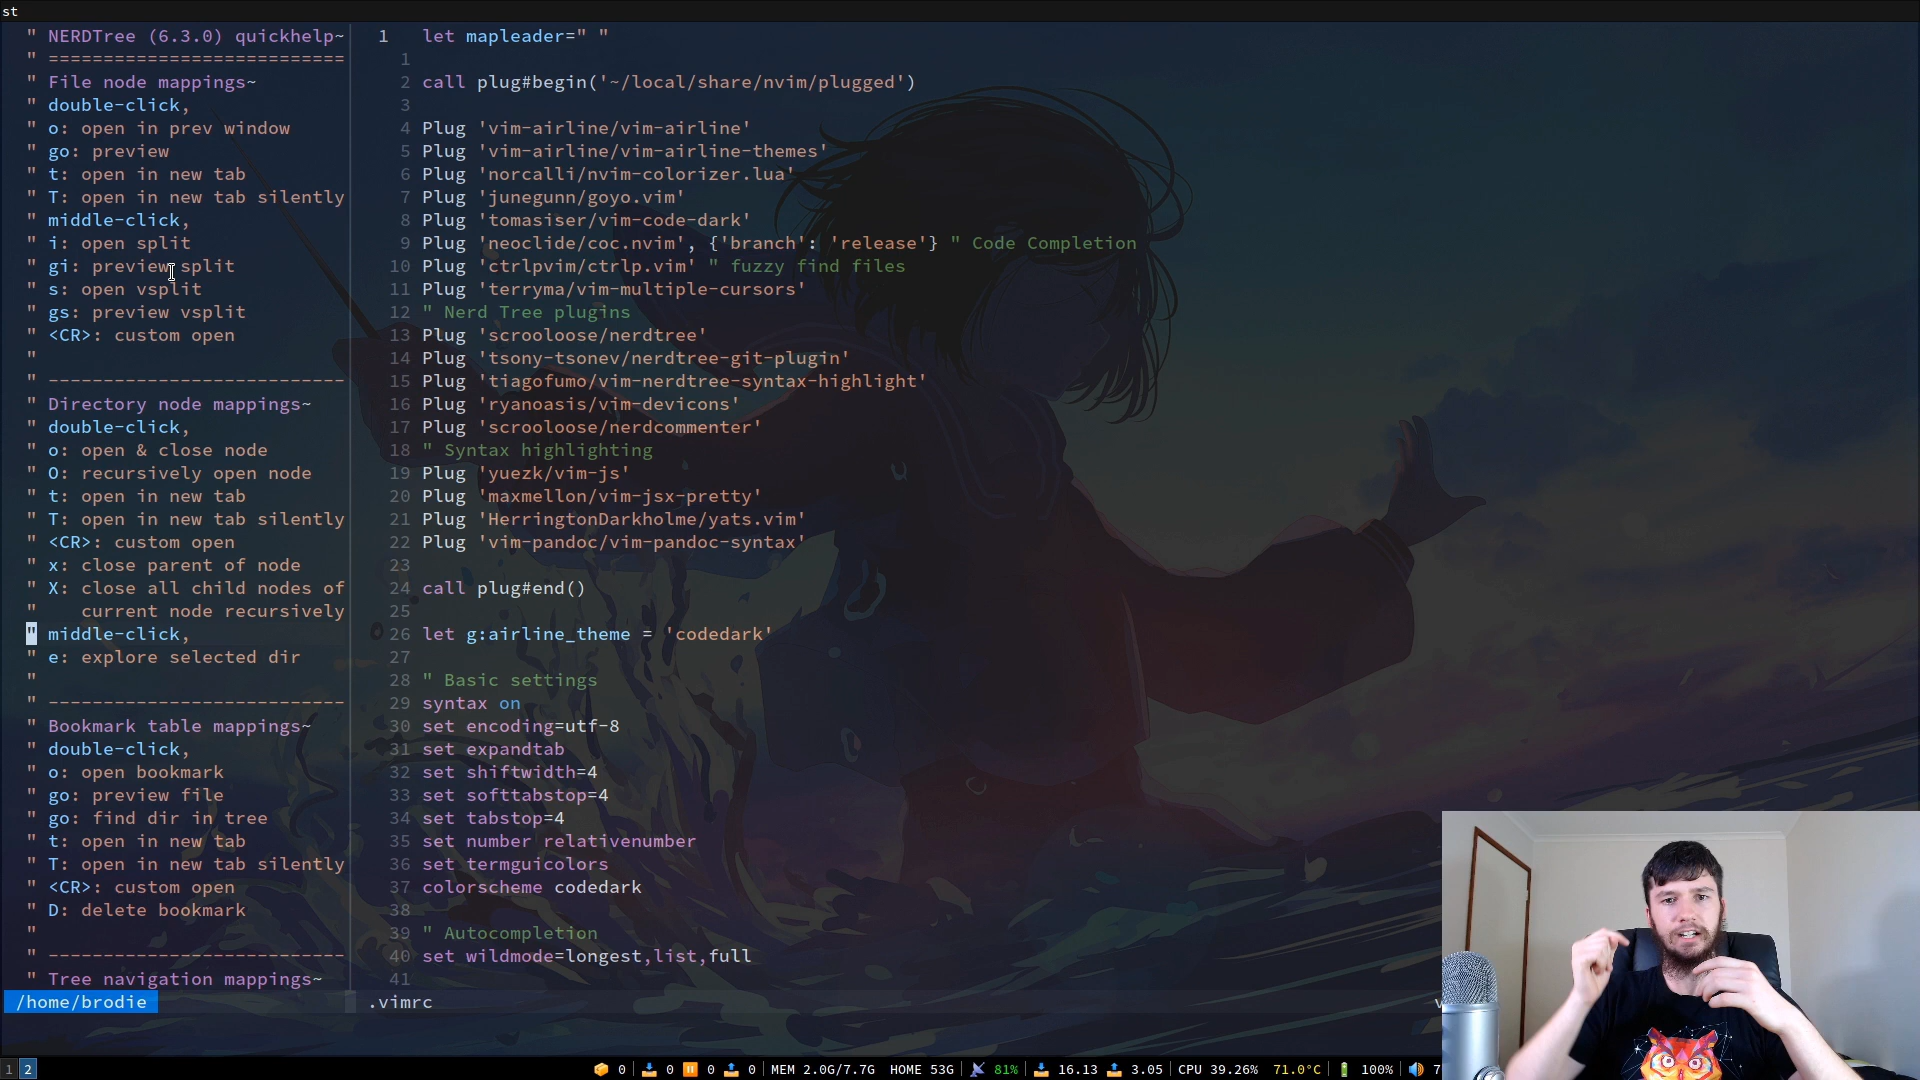 st
" NERDTree (6.3.0) quickhelp~
" ===========================
" File node mappings~
" double-click,
" o: open in prev window
" go: preview
" t: open in new tab
" T: open in new tab silently
" middle-click,
" i: open split
" gi: preview split
" s: open vsplit
" gs: preview vsplit
" <CR>: custom open
"
" ---------------------------
" Directory node mappings~
" double-click,
" o: open & close node
" O: recursively open node
" t: open in new tab
" T: open in new tab silently
" <CR>: custom open
" x: close parent of node
" X: close all child nodes of
"    current node recursively
" middle-click,
" e: explore selected dir
"
" ---------------------------
" Bookmark table mappings~
" double-click,
" o: open bookmark
" go: preview file
" go: find dir in tree
" t: open in new tab
" T: open in new tab silently
" <CR>: custom open
" D: delete bookmark
"
" ---------------------------
" Tree navigation mappings~
/home/brodie
1 let mapleader=" "
1
2 call plug#begin('~/local/share/nvim/plugged')
3
4 Plug 'vim-airline/vim-airline'
5 Plug 'vim-airline/vim-airline-themes'
6 Plug 'norcalli/nvim-colorizer.lua'
7 Plug 'junegunn/goyo.vim'
8 Plug 'tomasiser/vim-code-dark'
9 Plug 'neoclide/coc.nvim', {'branch': 'release'} " Code Completion
10 Plug 'ctrlpvim/ctrlp.vim' " fuzzy find files
11 Plug 'terryma/vim-multiple-cursors'
12 " Nerd Tree plugins
13 Plug 'scrooloose/nerdtree'
14 Plug 'tsony-tsonev/nerdtree-git-plugin'
15 Plug 'tiagofumo/vim-nerdtree-syntax-highlight'
16 Plug 'ryanoasis/vim-devicons'
17 Plug 'scrooloose/nerdcommenter'
18 " Syntax highlighting
19 Plug 'yuezk/vim-js'
20 Plug 'maxmellon/vim-jsx-pretty'
21 Plug 'HerringtonDarkholme/yats.vim'
22 Plug 'vim-pandoc/vim-pandoc-syntax'
23
24 call plug#end()
25
26 let g:airline_theme = 'codedark'
27
28 " Basic settings
29 syntax on
30 set encoding=utf-8
31 set expandtab
32 set shiftwidth=4
33 set softtabstop=4
34 set tabstop=4
35 set number relativenumber
36 set termguicolors
37 colorscheme codedark
38
39 " Autocompletion
40 set wildmode=longest,list,full
41
.vimrc
1 2 0 0 0 0 MEM 2.0G/7.7G HOME 53G 81% 16.13 3.05 CPU 39.26% 71.0°C 100% 7